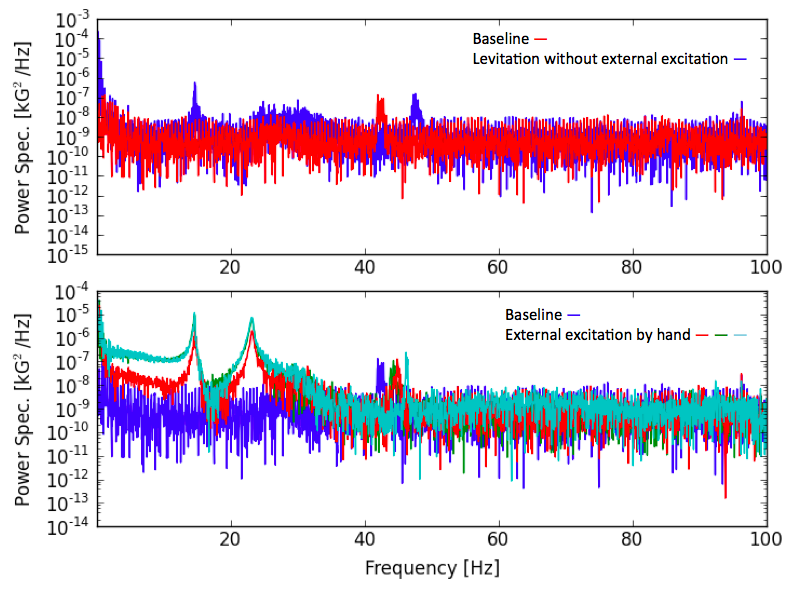 10-3
10-4
10-5
10-6
10-7
10-8
10-9
10-10
10-11
10-12
10-13
10-14
10-15
Power Spec. [kG² /Hz]
Baseline
Levitation without external excitation
20 40 60 80 100
10-4
10-5
10-6
10-7
10-8
10-9
10-10
10-11
10-12
10-13
10-14
Power Spec. [kG² /Hz]
Baseline
External excitation by hand
20 40 60 80 100
Frequency [Hz]